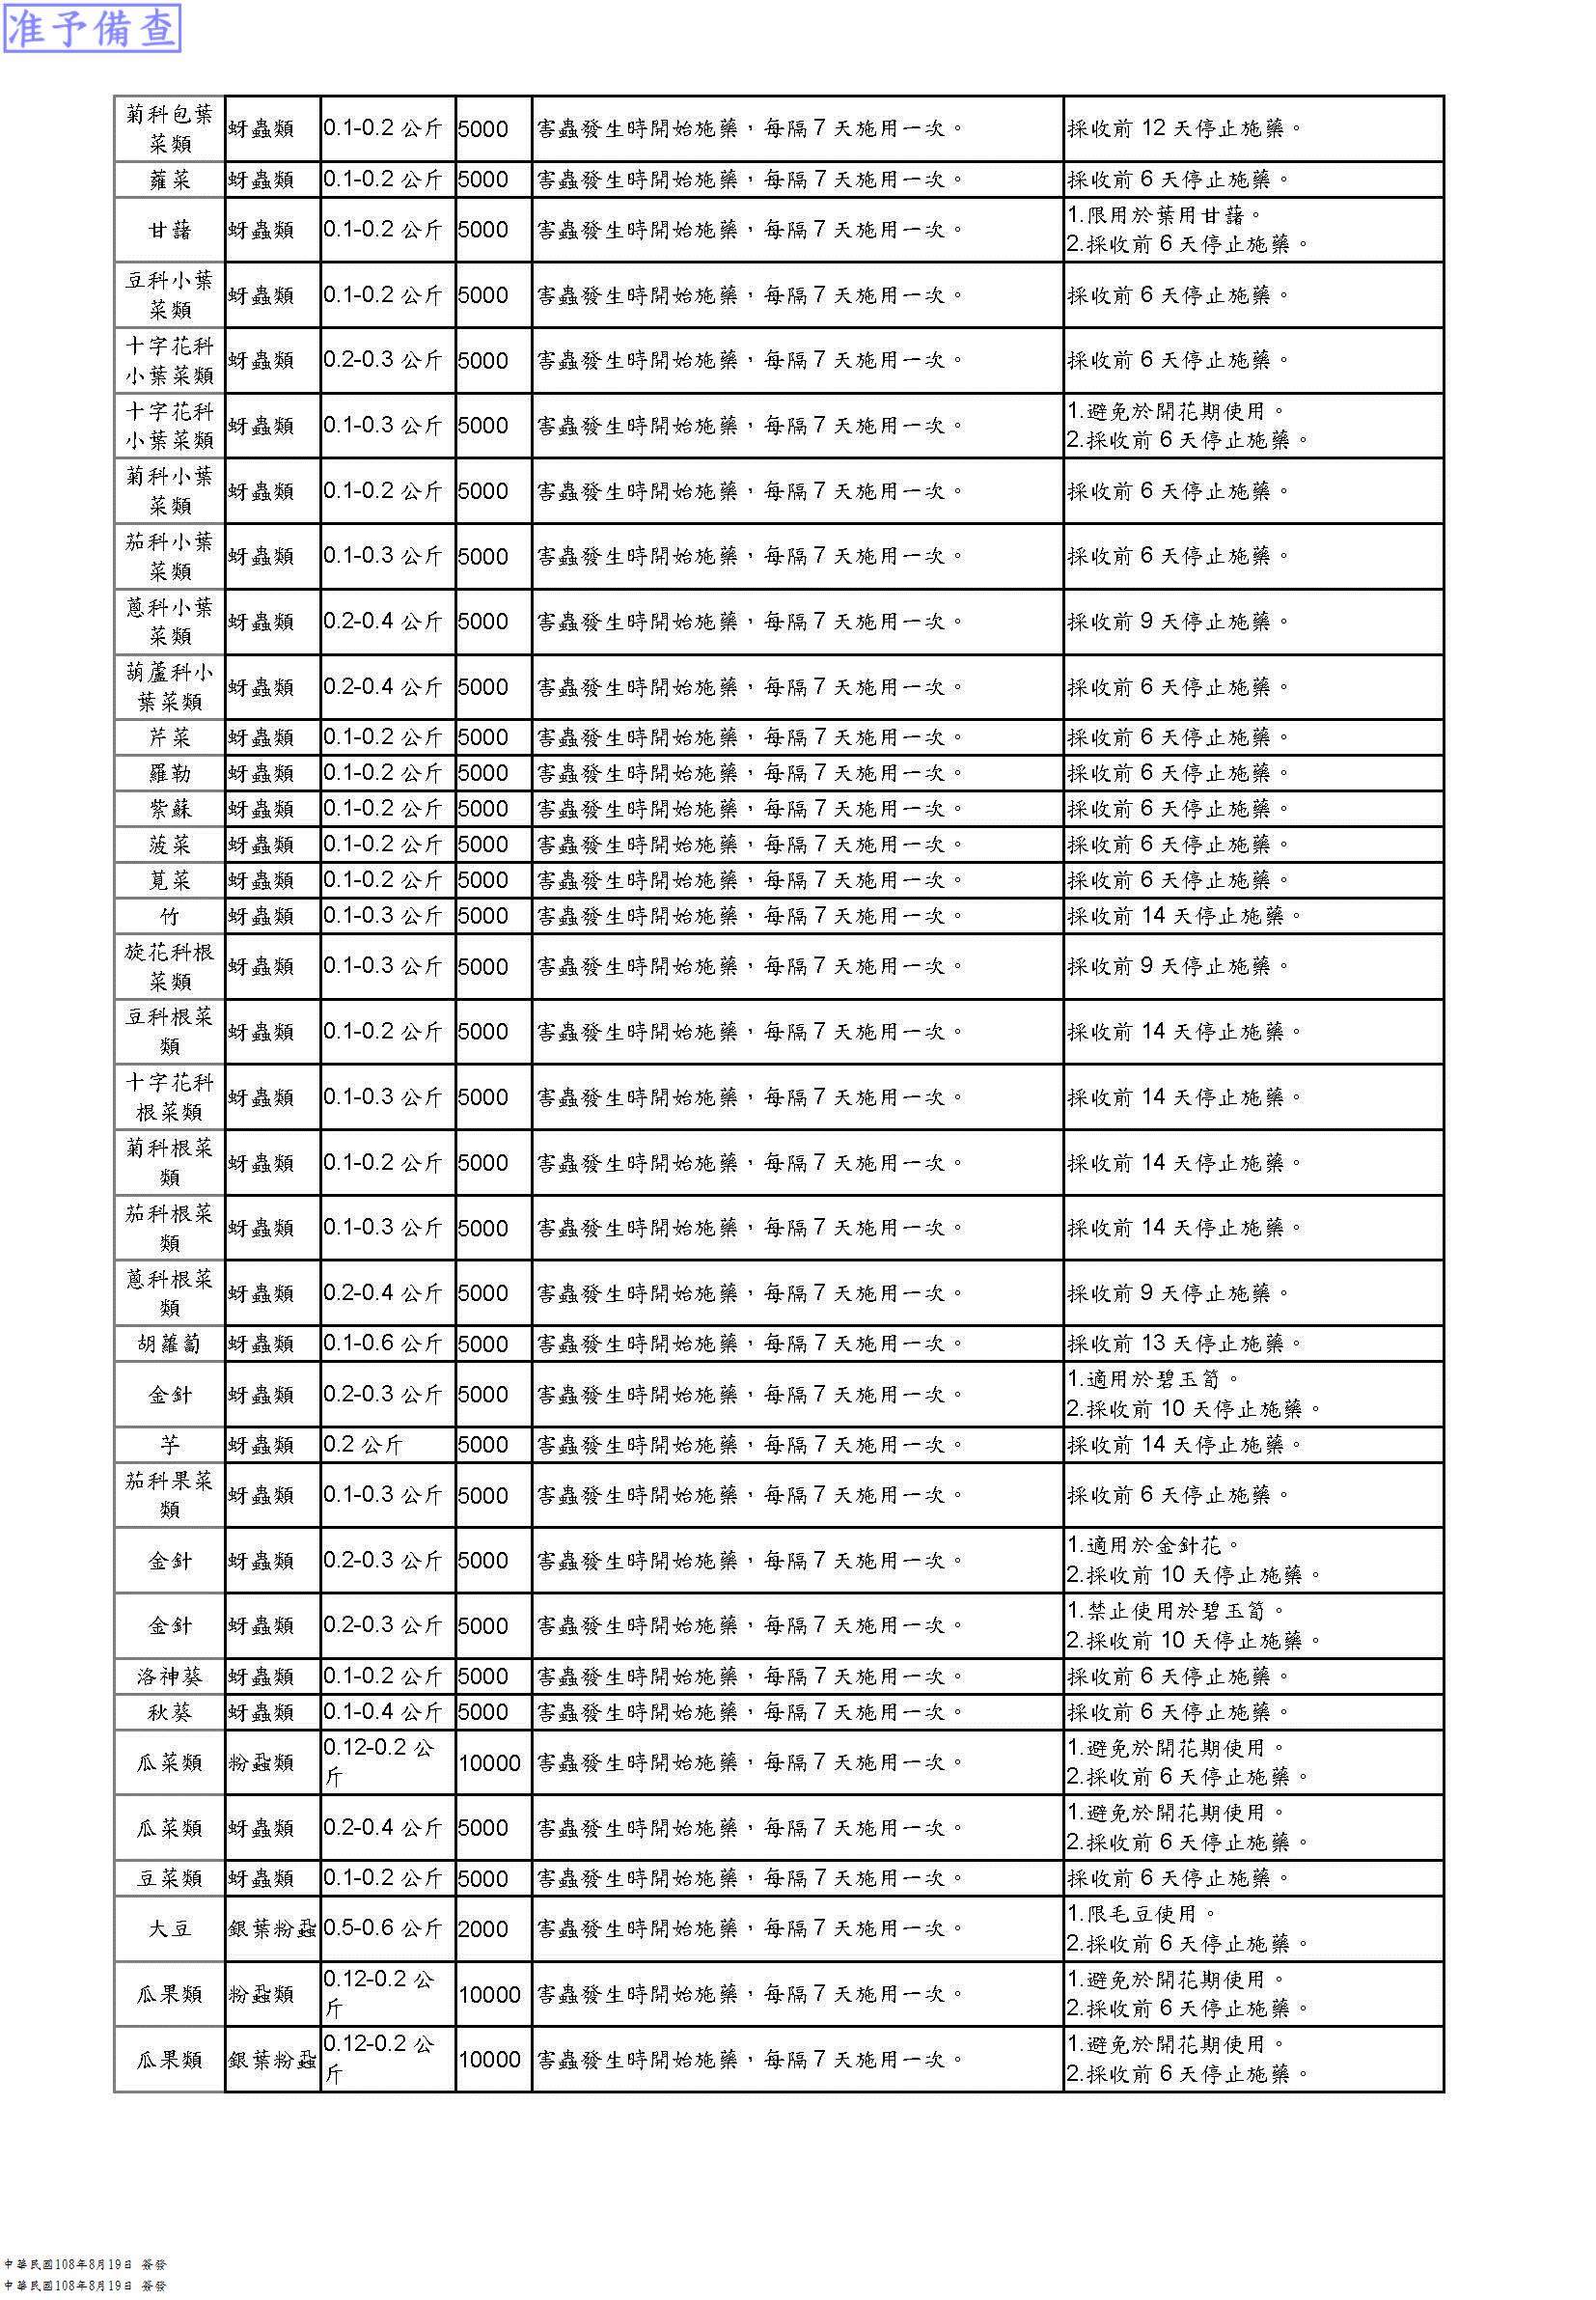 准予備查
菊科包葉菜類 蚜蟲類 0.1-0.2 公斤 5000 害蟲發生時開始施藥，每隔 7 天施用一次。 採收前 12 天停止施藥。
蕹菜 蚜蟲類 0.1-0.2 公斤 5000 害蟲發生時開始施藥，每隔 7 天施用一次。 採收前 6 天停止施藥。
甘藷 蚜蟲類 0.1-0.2 公斤 5000 害蟲發生時開始施藥，每隔 7 天施用一次。 1.限用於葉用甘藷。
2.採收前 6 天停止施藥。
豆科小葉菜類 蚜蟲類 0.1-0.2 公斤 5000 害蟲發生時開始施藥，每隔 7 天施用一次。 採收前 6 天停止施藥。
十字花科小葉菜類 蚜蟲類 0.2-0.3 公斤 5000 害蟲發生時開始施藥，每隔 7 天施用一次。 採收前 6 天停止施藥。
十字花科小葉菜類 蚜蟲類 0.1-0.3 公斤 5000 害蟲發生時開始施藥，每隔 7 天施用一次。 1.避免於開花期使用。
2.採收前 6 天停止施藥。
菊科小葉菜類 蚜蟲類 0.1-0.2 公斤 5000 害蟲發生時開始施藥，每隔 7 天施用一次。 採收前 6 天停止施藥。
茄科小葉菜類 蚜蟲類 0.1-0.3 公斤 5000 害蟲發生時開始施藥，每隔 7 天施用一次。 採收前 6 天停止施藥。
蔥科小葉菜類 蚜蟲類 0.2-0.4 公斤 5000 害蟲發生時開始施藥，每隔 7 天施用一次。 採收前 9 天停止施藥。
葫蘆科小葉菜類 蚜蟲類 0.2-0.4 公斤 5000 害蟲發生時開始施藥，每隔 7 天施用一次。 採收前 6 天停止施藥。
芹菜 蚜蟲類 0.1-0.2 公斤 5000 害蟲發生時開始施藥，每隔 7 天施用一次。 採收前 6 天停止施藥。
羅勒 蚜蟲類 0.1-0.2 公斤 5000 害蟲發生時開始施藥，每隔 7 天施用一次。 採收前 6 天停止施藥。
紫蘇 蚜蟲類 0.1-0.2 公斤 5000 害蟲發生時開始施藥，每隔 7 天施用一次。 採收前 6 天停止施藥。
菠菜 蚜蟲類 0.1-0.2 公斤 5000 害蟲發生時開始施藥，每隔 7 天施用一次。 採收前 6 天停止施藥。
莧菜 蚜蟲類 0.1-0.2 公斤 5000 害蟲發生時開始施藥，每隔 7 天施用一次。 採收前 6 天停止施藥。
竹 蚜蟲類 0.1-0.3 公斤 5000 害蟲發生時開始施藥，每隔 7 天施用一次。 採收前 14 天停止施藥。
旋花科根菜類 蚜蟲類 0.1-0.3 公斤 5000 害蟲發生時開始施藥，每隔 7 天施用一次。 採收前 9 天停止施藥。
豆科根菜類 蚜蟲類 0.1-0.2 公斤 5000 害蟲發生時開始施藥，每隔 7 天施用一次。 採收前 14 天停止施藥。
十字花科根菜類 蚜蟲類 0.1-0.3 公斤 5000 害蟲發生時開始施藥，每隔 7 天施用一次。 採收前 14 天停止施藥。
菊科根菜類 蚜蟲類 0.1-0.2 公斤 5000 害蟲發生時開始施藥，每隔 7 天施用一次。 採收前 14 天停止施藥。
茄科根菜類 蚜蟲類 0.1-0.3 公斤 5000 害蟲發生時開始施藥，每隔 7 天施用一次。 採收前 14 天停止施藥。
蔥科根菜類 蚜蟲類 0.2-0.4 公斤 5000 害蟲發生時開始施藥，每隔 7 天施用一次。 採收前 9 天停止施藥。
胡蘿蔔 蚜蟲類 0.1-0.6 公斤 5000 害蟲發生時開始施藥，每隔 7 天施用一次。 採收前 13 天停止施藥。
金針 蚜蟲類 0.2-0.3 公斤 5000 害蟲發生時開始施藥，每隔 7 天施用一次。 1.適用於碧玉筍。
2.採收前 10 天停止施藥。
芋 蚜蟲類 0.2 公斤 5000 害蟲發生時開始施藥，每隔 7 天施用一次。 採收前 14 天停止施藥。
茄科果菜類 蚜蟲類 0.1-0.3 公斤 5000 害蟲發生時開始施藥，每隔 7 天施用一次。 採收前 6 天停止施藥。
金針 蚜蟲類 0.2-0.3 公斤 5000 害蟲發生時開始施藥，每隔 7 天施用一次。 1.適用於金針花。
2.採收前 10 天停止施藥。
金針 蚜蟲類 0.2-0.3 公斤 5000 害蟲發生時開始施藥，每隔 7 天施用一次。 1.禁止使用於碧玉筍。
2.採收前 10 天停止施藥。
洛神葵 蚜蟲類 0.1-0.2 公斤 5000 害蟲發生時開始施藥，每隔 7 天施用一次。 採收前 6 天停止施藥。
秋葵 蚜蟲類 0.1-0.4 公斤 5000 害蟲發生時開始施藥，每隔 7 天施用一次。 採收前 6 天停止施藥。
瓜菜類 粉蝨類 0.12-0.2 公斤 10000 害蟲發生時開始施藥，每隔 7 天施用一次。 1.避免於開花期使用。
2.採收前 6 天停止施藥。
瓜菜類 蚜蟲類 0.2-0.4 公斤 5000 害蟲發生時開始施藥，每隔 7 天施用一次。 1.避免於開花期使用。
2.採收前 6 天停止施藥。
豆菜類 蚜蟲類 0.1-0.2 公斤 5000 害蟲發生時開始施藥，每隔 7 天施用一次。 採收前 6 天停止施藥。
大豆 銀葉粉蝨 0.5-0.6 公斤 2000 害蟲發生時開始施藥，每隔 7 天施用一次。 1.限毛豆使用。
2.採收前 6 天停止施藥。
瓜果類 粉蝨類 0.12-0.2 公斤 10000 害蟲發生時開始施藥，每隔 7 天施用一次。 1.避免於開花期使用。
2.採收前 6 天停止施藥。
瓜果類 銀葉粉蝨 0.12-0.2 公斤 10000 害蟲發生時開始施藥，每隔 7 天施用一次。 1.避免於開花期使用。
2.採收前 6 天停止施藥。
中華民國108年8月19日 簽發
中華民國108年8月19日 簽發